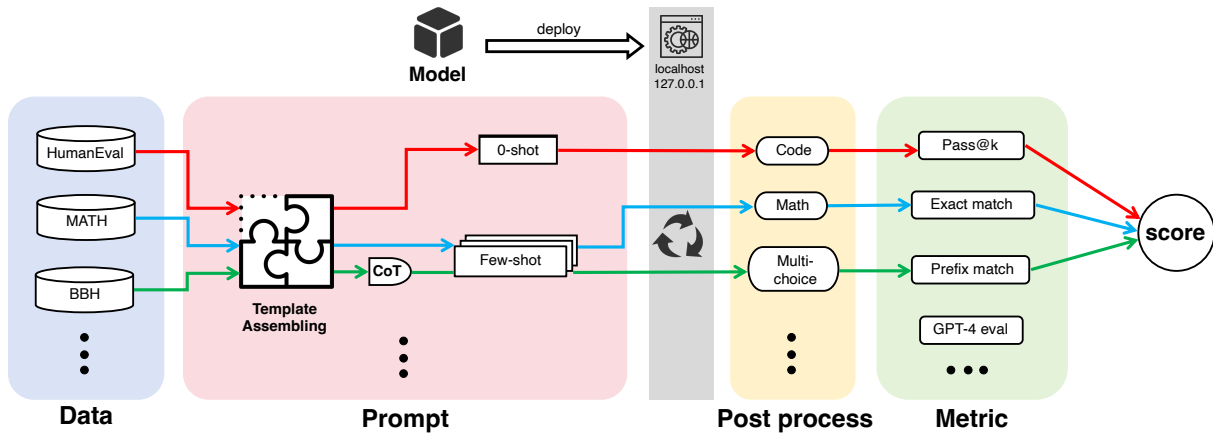 deploy
Model
localhost
127.0.0.1
HumanEval
MATH
BBH
Template
Assembling
0-shot
CoT
Few-shot
Code
Math
Multi-
choice
Pass@k
Exact match
Prefix match
GPT-4 eval
score
Data
Prompt
Post process
Metric